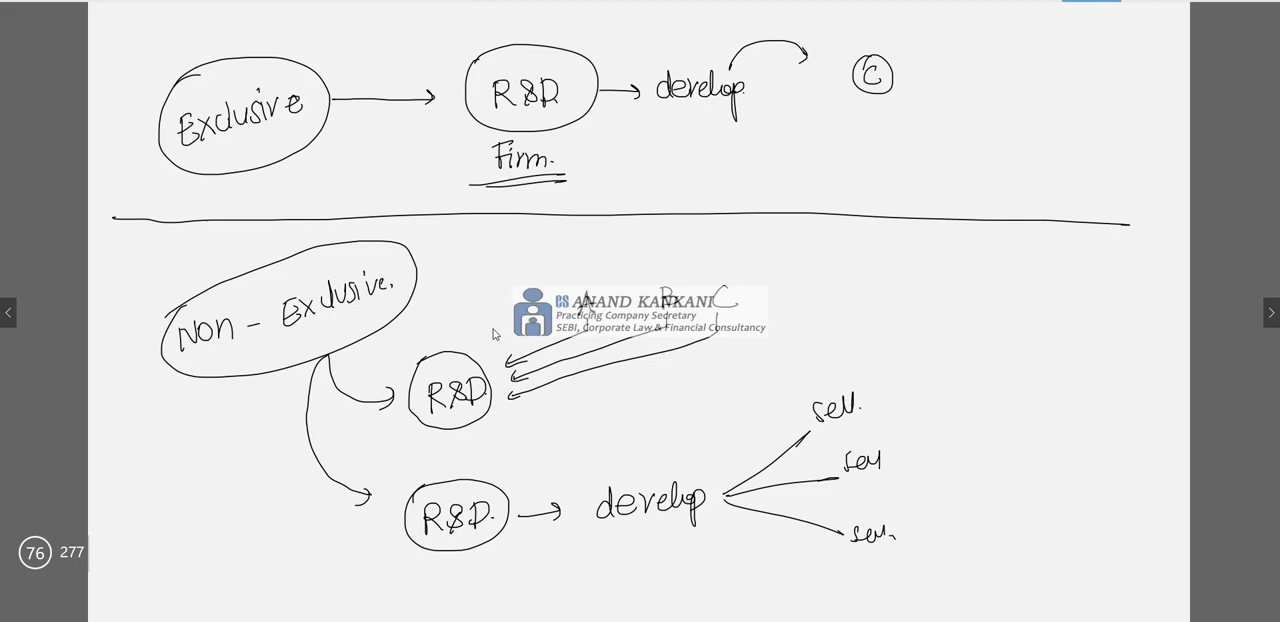 Exclusive → R&D → develop. C
Firm.
Non - Exclusive.
A B C
CS ANAND KANKANI
Practicing Company Secretary
SEBI, Corporate Law & Financial Consultancy
R&D
sell.
sell
R&D. → develop
sell.
76 277